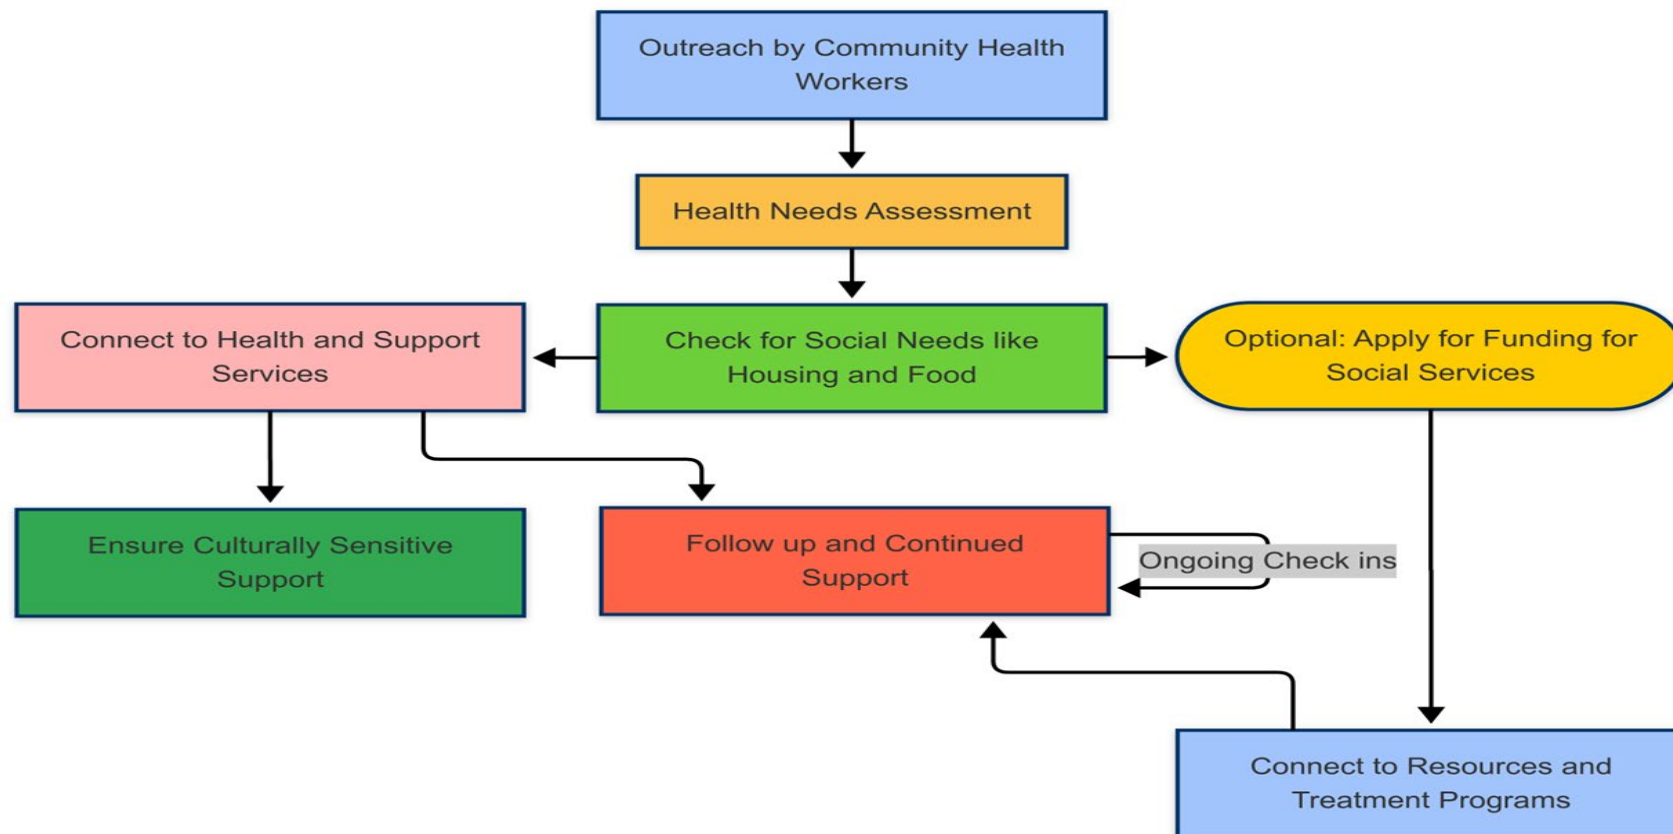 Outreach by Community Health
Workers
Health Needs Assessment
Connect to Health and Support
Services
Check for Social Needs like
Housing and Food
Optional: Apply for Funding for
Social Services
Ensure Culturally Sensitive
Support
Follow up and Continued
Support
Ongoing Check ins
Connect to Resources and
Treatment Programs